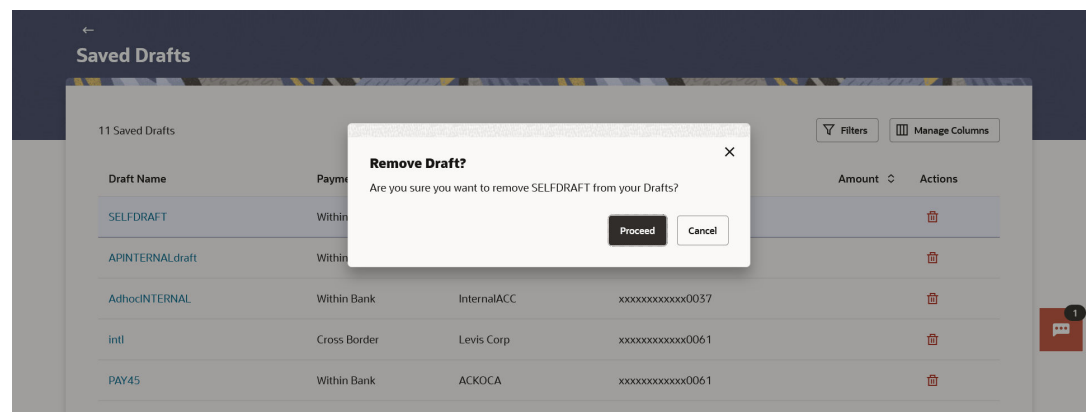 ←
Saved Drafts
11 Saved Drafts
Filters
Manage Columns
Remove Draft?
Are you sure you want to remove SELFDRAFT from your Drafts?
Proceed Cancel
Draft Name Payme Amount Actions
SELFDRAFT Within
APINTERNALdraft Within
AdhocINTERNAL Within Bank InternalACC xxxxxxxxxxxx0037
intl Cross Border Levis Corp xxxxxxxxxxxx0061
PAY45 Within Bank ACKOCA xxxxxxxxxxxx0061
1